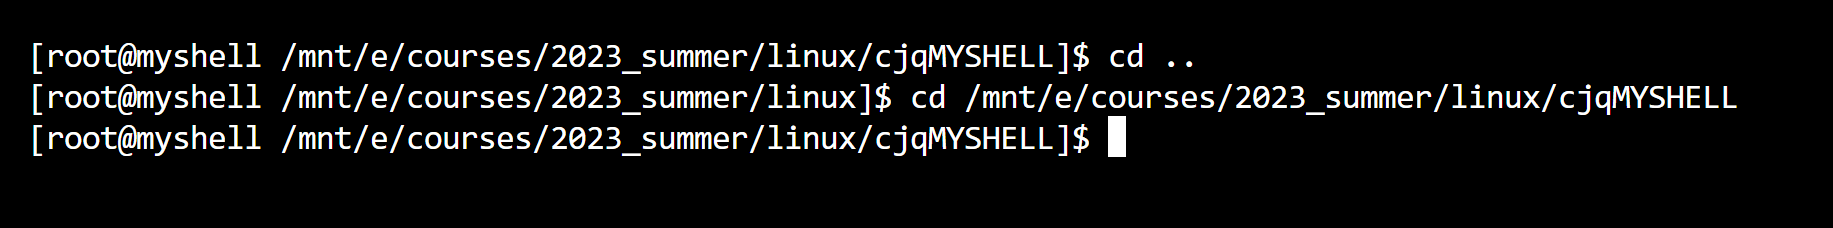 [root@myshell /mnt/e/courses/2023_summer/linux/cjqMYSHELL]$ cd ..
[root@myshell /mnt/e/courses/2023_summer/linux]$ cd /mnt/e/courses/2023_summer/linux/cjqMYSHELL
[root@myshell /mnt/e/courses/2023_summer/linux/cjqMYSHELL]$